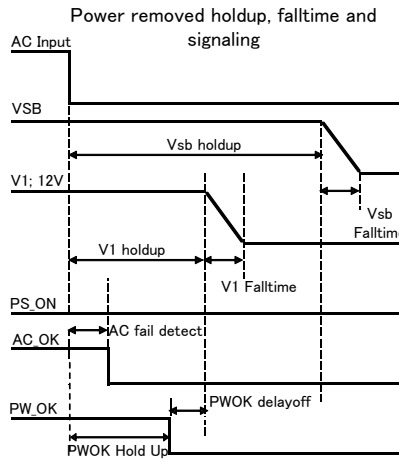 Power removed holdup, falltime and
signaling
AC Input
VSB
Vsb holdup
V1; 12V
Vsb
Falltime
V1 holdup
V1 Falltime
PS_ON
AC fail detect
AC_OK
PWOK delayoff
PW_OK
PWOK Hold Up